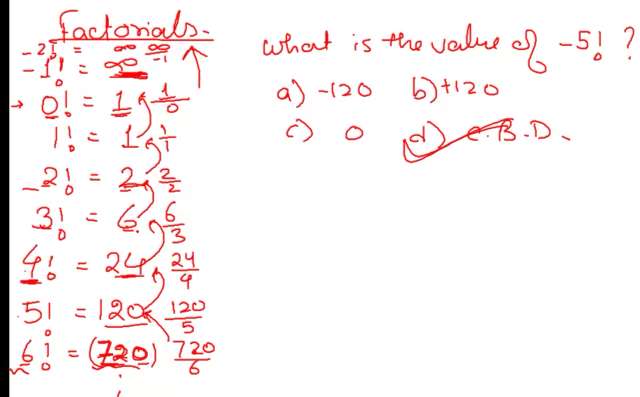 Factorials.
-2! = ∞ ∞/-1
-1! = ∞
→ 0! = 1 1/0
1! = 1 1/1
2! = 2 2/2
3! = 6 6/3
4! = 24 24/4
5! = 120 120/5
6! = (720) 720/6
What is the value of -5! ?
a) -120 b) +120
c) 0 d) C.B.D.